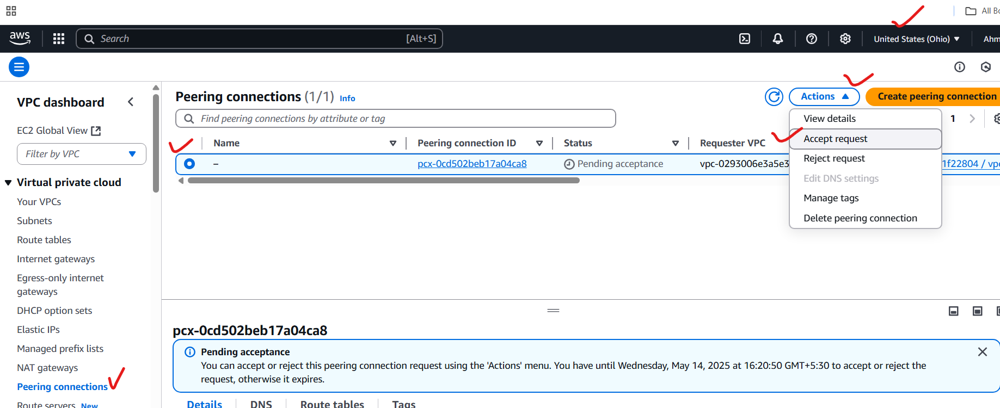 All Bo
aws
Search [Alt+S]
United States (Ohio)
Ahm
VPC dashboard
EC2 Global View
Filter by VPC
Virtual private cloud
Your VPCs
Subnets
Route tables
Internet gateways
Egress-only internet
gateways
DHCP option sets
Elastic IPs
Managed prefix lists
NAT gateways
Peering connections
Route servers New
Peering connections (1/1) Info
Actions
Create peering connection
Find peering connections by attribute or tag
1
View details
Accept request
Reject request
Edit DNS settings
Manage tags
Delete peering connection
Name Peering connection ID Status Requester VPC
– pcx-0cd502beb17a04ca8 Pending acceptance vpc-0293006e3a5e3 1f22804 / vpc
pcx-0cd502beb17a04ca8
Pending acceptance
You can accept or reject this peering connection request using the 'Actions' menu. You have until Wednesday, May 14, 2025 at 16:20:50 GMT+5:30 to accept or reject the
request, otherwise it expires.
Details DNS Route tables Tags